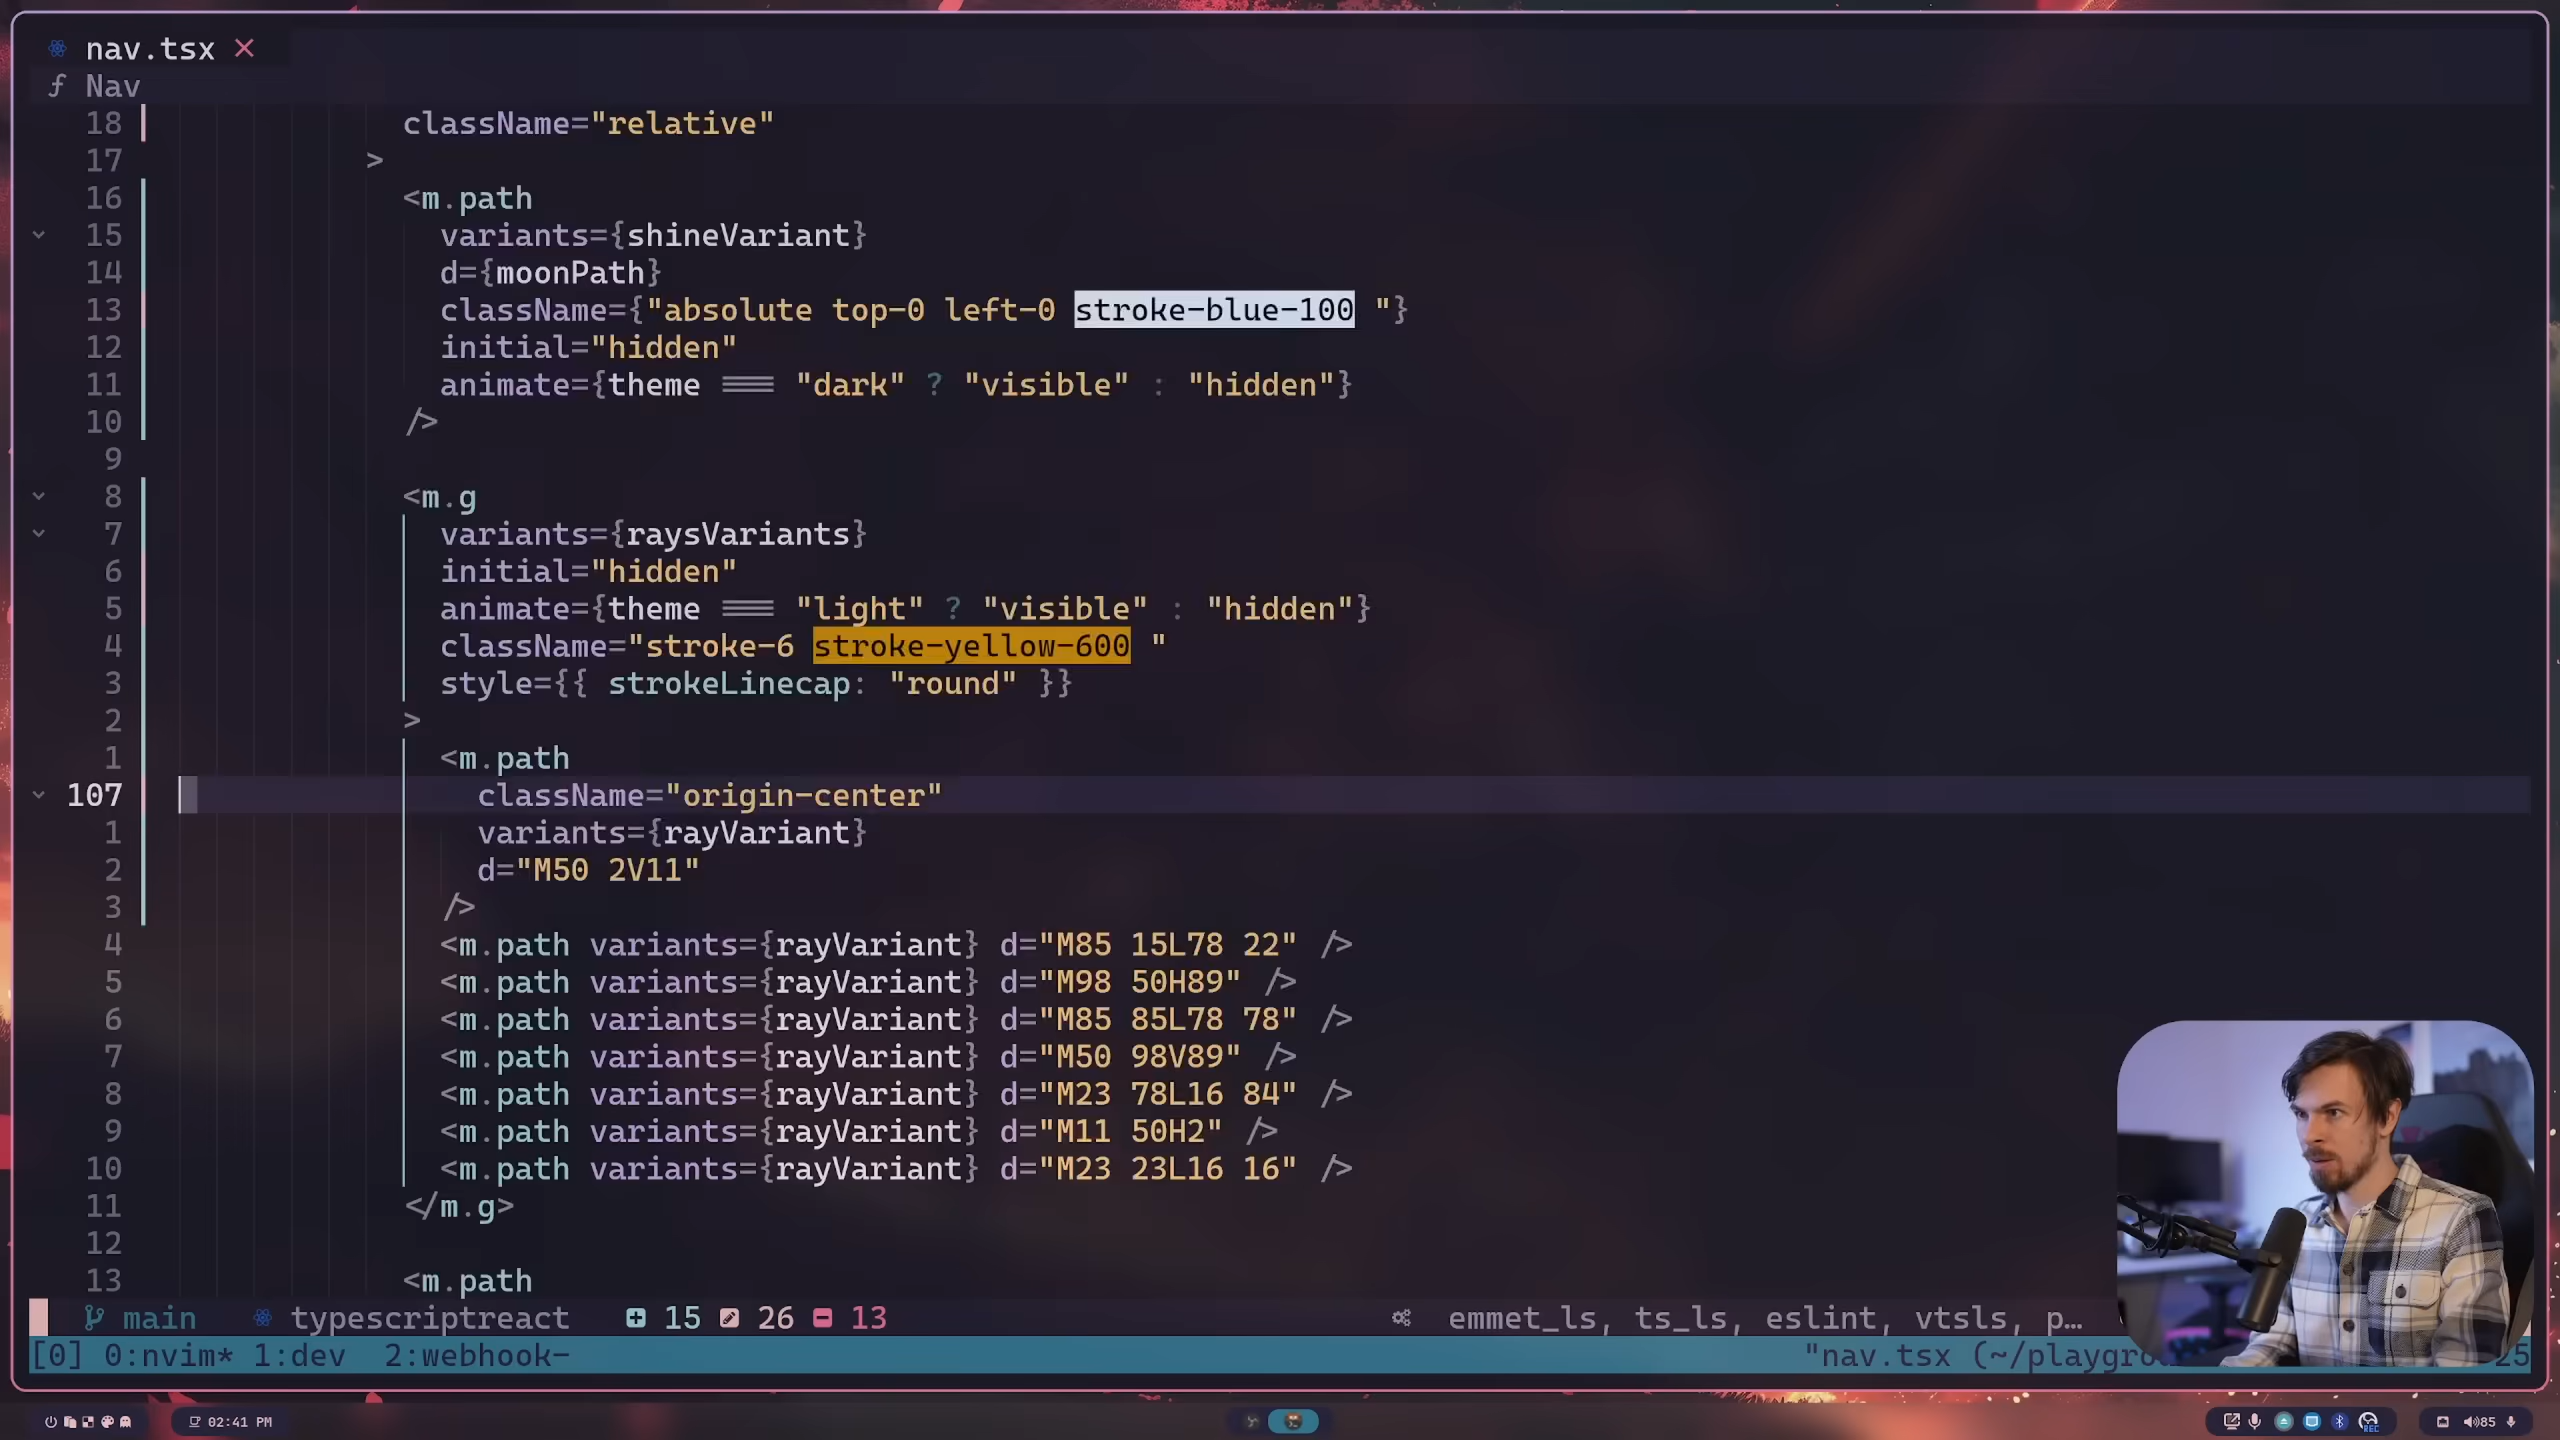 nav.tsx
Nav
18 className="relative"
17 >
16 <m.path
15 variants={shineVariant}
14 d={moonPath}
13 className={"absolute top-0 left-0 stroke-blue-100 "}
12 initial="hidden"
11 animate={theme === "dark" ? "visible" : "hidden"}
10 />
9
8 <m.g
7 variants={raysVariants}
6 initial="hidden"
5 animate={theme === "light" ? "visible" : "hidden"}
4 className="stroke-6 stroke-yellow-600 "
3 style={{ strokeLinecap: "round" }}
2 >
1 <m.path
107 className="origin-center"
1 variants={rayVariant}
2 d="M50 2V11"
3 />
4 <m.path variants={rayVariant} d="M85 15L78 22" />
5 <m.path variants={rayVariant} d="M98 50H89" />
6 <m.path variants={rayVariant} d="M85 85L78 78" />
7 <m.path variants={rayVariant} d="M50 98V89" />
8 <m.path variants={rayVariant} d="M23 78L16 84" />
9 <m.path variants={rayVariant} d="M11 50H2" />
10 <m.path variants={rayVariant} d="M23 23L16 16" />
11 </m.g>
12
13 <m.path
main typescriptreact 15 26 13 emmet_ls, ts_ls, eslint, vtsls, p…
[0] 0:nvim* 1:dev 2:webhook- "nav.tsx (~/playgro 25
02:41 PM REC 85